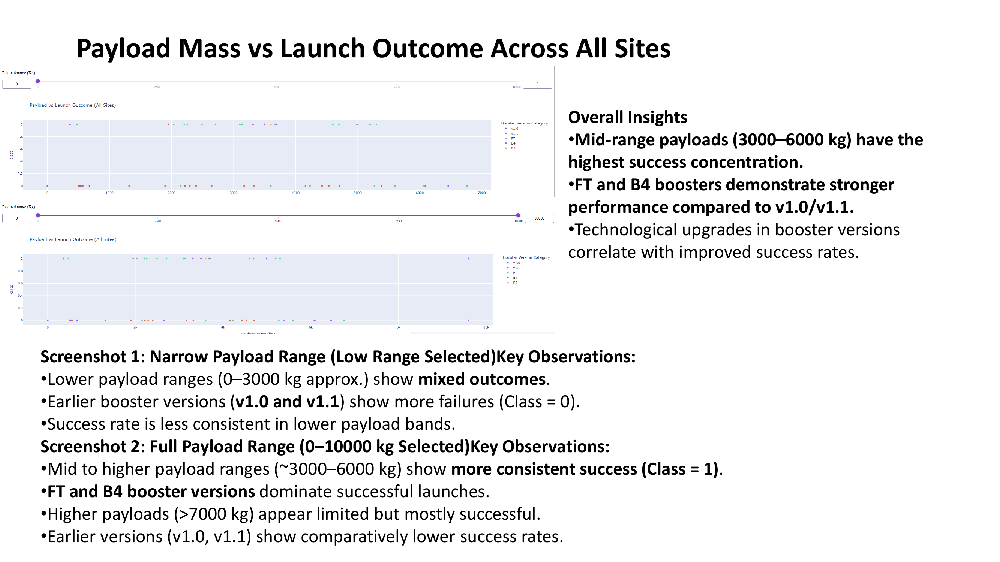 Payload Mass vs Launch Outcome Across All Sites
Payload range (Kg):
0
0
0 2500 5000 7500 10000
Payload vs Launch Outcome (All Sites)
1
0.8
0.6
0.4
0.2
0
class
0 1000 2000 3000 4000 5000 6000 7000
Booster Version Category
v1.0
v1.1
FT
B4
B5
Payload range (Kg):
0
10000
0 2500 5000 7500 10000
Payload vs Launch Outcome (All Sites)
1
0.8
0.6
0.4
0.2
0
class
0 2k 4k 6k 8k 10k
Payload Mass (kg)
Booster Version Category
v1.0
v1.1
FT
B4
B5
Overall Insights
•Mid-range payloads (3000–6000 kg) have the
highest success concentration.
•FT and B4 boosters demonstrate stronger
performance compared to v1.0/v1.1.
•Technological upgrades in booster versions
correlate with improved success rates.
Screenshot 1: Narrow Payload Range (Low Range Selected)Key Observations:
•Lower payload ranges (0–3000 kg approx.) show mixed outcomes.
•Earlier booster versions (v1.0 and v1.1) show more failures (Class = 0).
•Success rate is less consistent in lower payload bands.
Screenshot 2: Full Payload Range (0–10000 kg Selected)Key Observations:
•Mid to higher payload ranges (~3000–6000 kg) show more consistent success (Class = 1).
•FT and B4 booster versions dominate successful launches.
•Higher payloads (>7000 kg) appear limited but mostly successful.
•Earlier versions (v1.0, v1.1) show comparatively lower success rates.